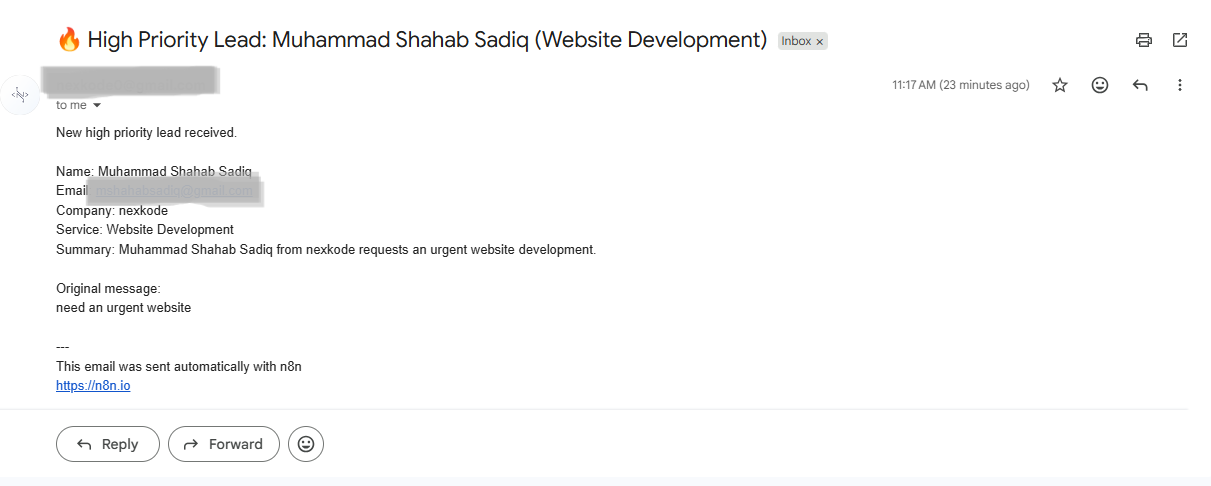 🔥 High Priority Lead: Muhammad Shahab Sadiq (Website Development) Inbox ×
11:17 AM (23 minutes ago)
to me
New high priority lead received.
Name: Muhammad Shahab Sadiq
Email
Company: nexkode
Service: Website Development
Summary: Muhammad Shahab Sadiq from nexkode requests an urgent website development.
Original message:
need an urgent website
---
This email was sent automatically with n8n
https://n8n.io
Reply Forward